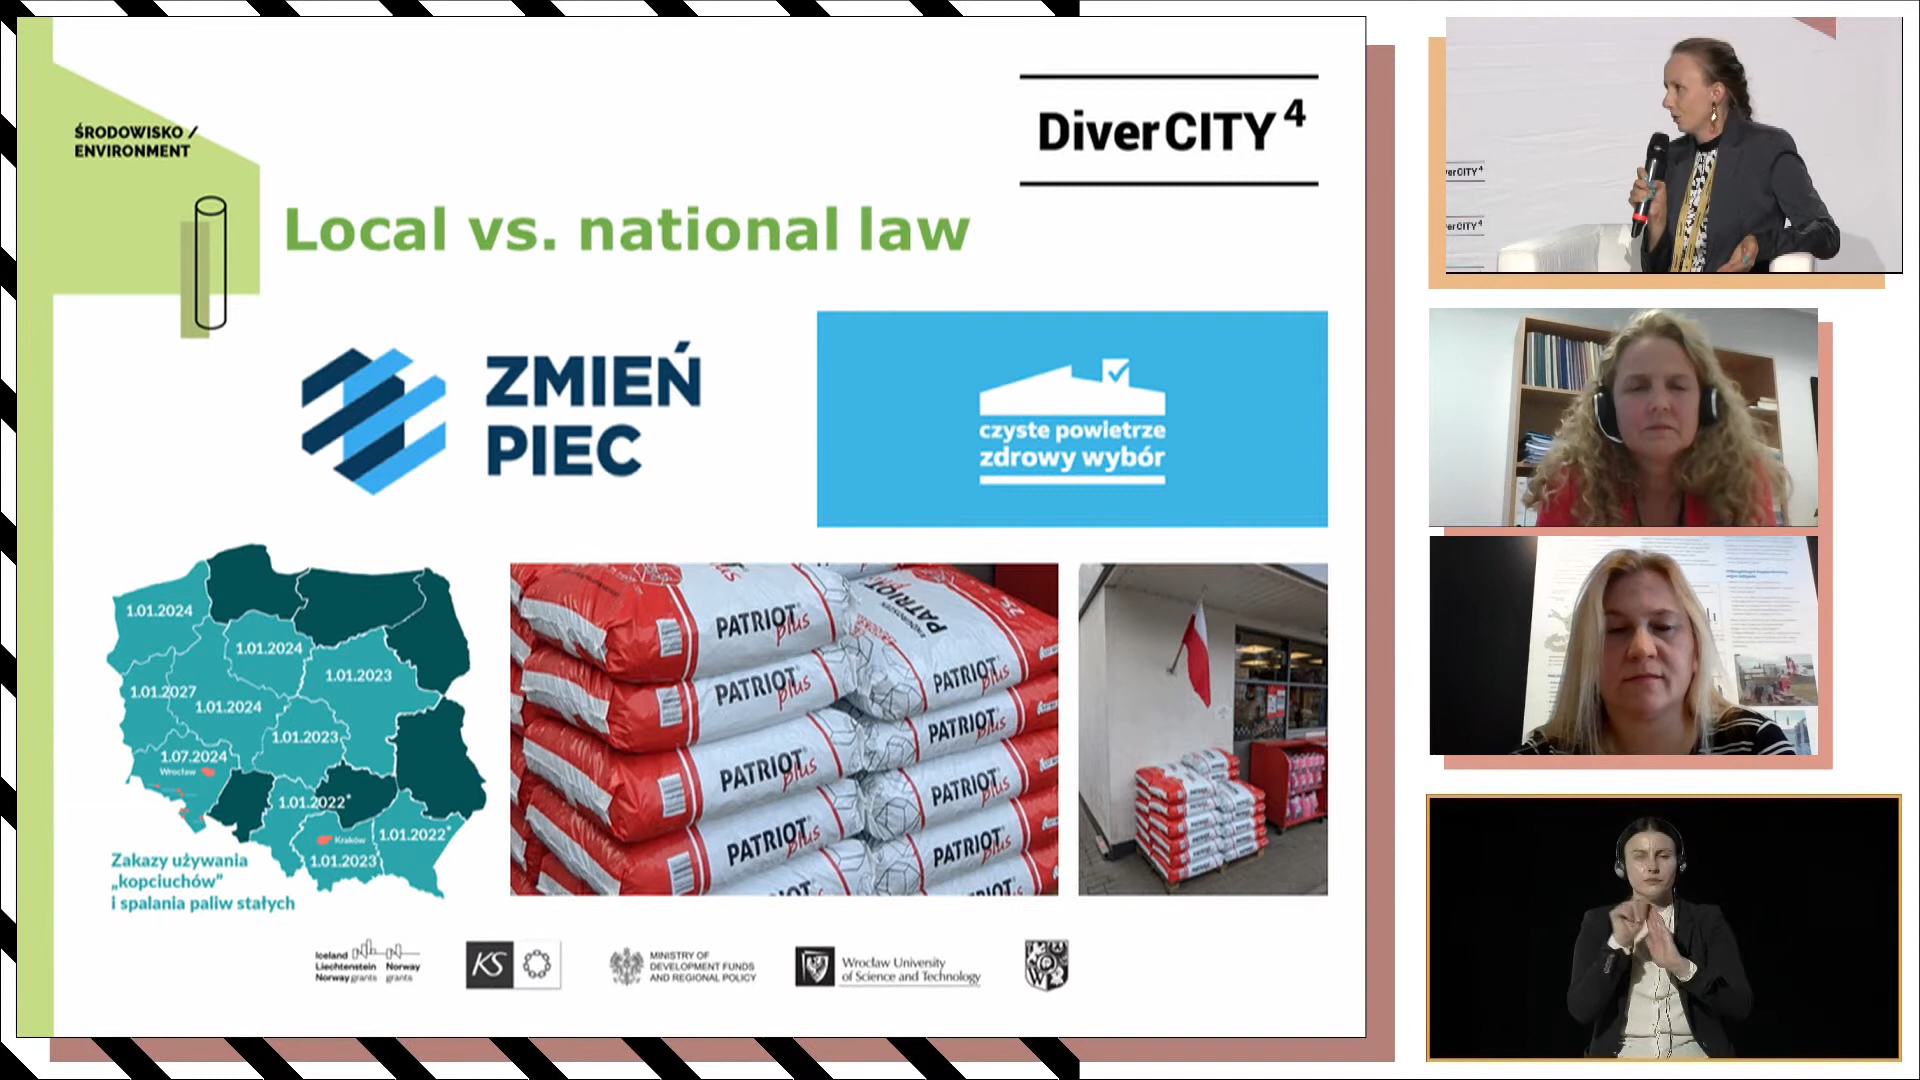 ŚRODOWISKO /
ENVIRONMENT
DiverCITY⁴
Local vs. national law
ZMIEŃ
PIEC
czyste powietrze
zdrowy wybór
1.01.2024
1.01.2024
1.01.2023
1.01.2027
1.01.2024
1.01.2023
1.07.2024
Wrocław
1.01.2022*
Kraków
1.01.2022*
1.01.2023
Zakazy używania
„kopciuchów”
i spalania paliw stałych
PATRIOT plus
PATRIOT plus
PATRIOT plus
PATRIOT plus
PATRIOT plus
PATRIOT plus
PATRIOT plus
PATRIOT plus
Iceland
Liechtenstein Norway
Norway grants grants
KS
MINISTRY OF
DEVELOPMENT FUNDS
AND REGIONAL POLICY
Wrocław University
of Science and Technology
verCITY⁴
verCITY⁴